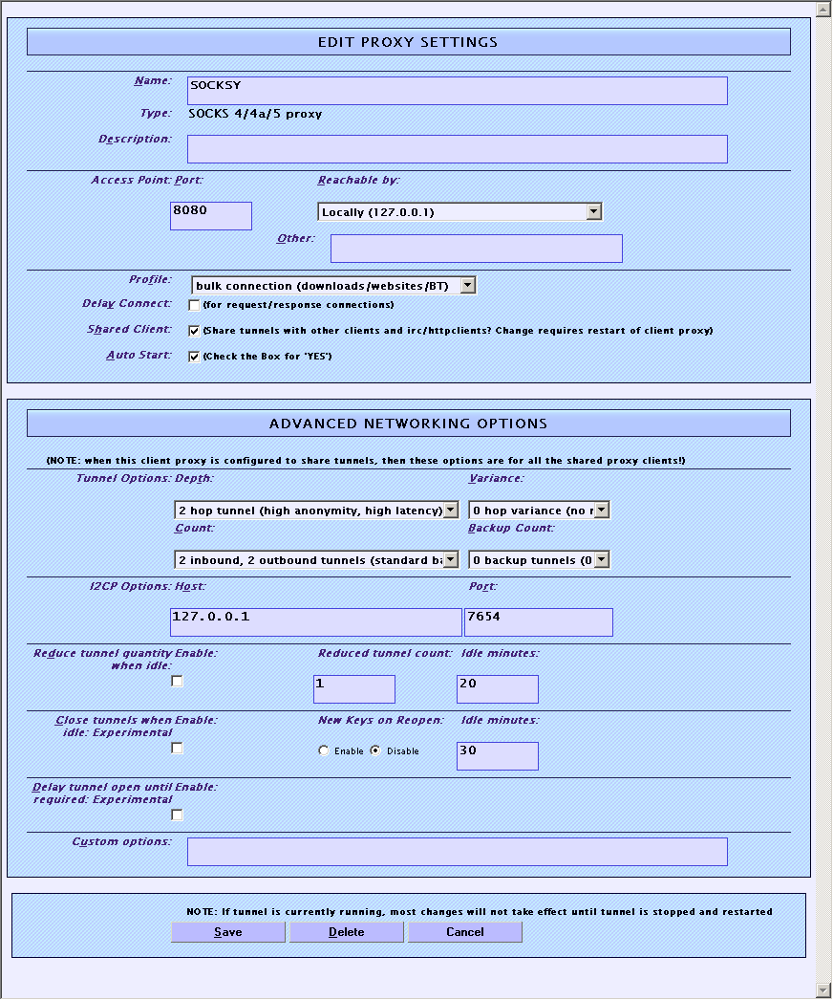 EDIT PROXY SETTINGS
Name: SOCKSY
Type: SOCKS 4/4a/5 proxy
Description:
Access Point: Port: Reachable by:
8080 Locally (127.0.0.1)
Other:
Profile: bulk connection (downloads/websites/BT)
Delay Connect: (for request/response connections)
Shared Client: (Share tunnels with other clients and irc/httpclients? Change requires restart of client proxy)
Auto Start: (Check the Box for 'YES')
ADVANCED NETWORKING OPTIONS
(NOTE: when this client proxy is configured to share tunnels, then these options are for all the shared proxy clients!)
Tunnel Options: Depth: Variance:
2 hop tunnel (high anonymity, high latency) 0 hop variance (no r
Count: Backup Count:
2 inbound, 2 outbound tunnels (standard ba 0 backup tunnels (0
I2CP Options: Host: Port:
127.0.0.1 7654
Reduce tunnel quantity Enable: Reduced tunnel count: Idle minutes:
when idle:
1 20
Close tunnels when Enable: New Keys on Reopen: Idle minutes:
idle: Experimental
Enable Disable 30
Delay tunnel open until Enable:
required: Experimental
Custom options:
NOTE: If tunnel is currently running, most changes will not take effect until tunnel is stopped and restarted
Save Delete Cancel